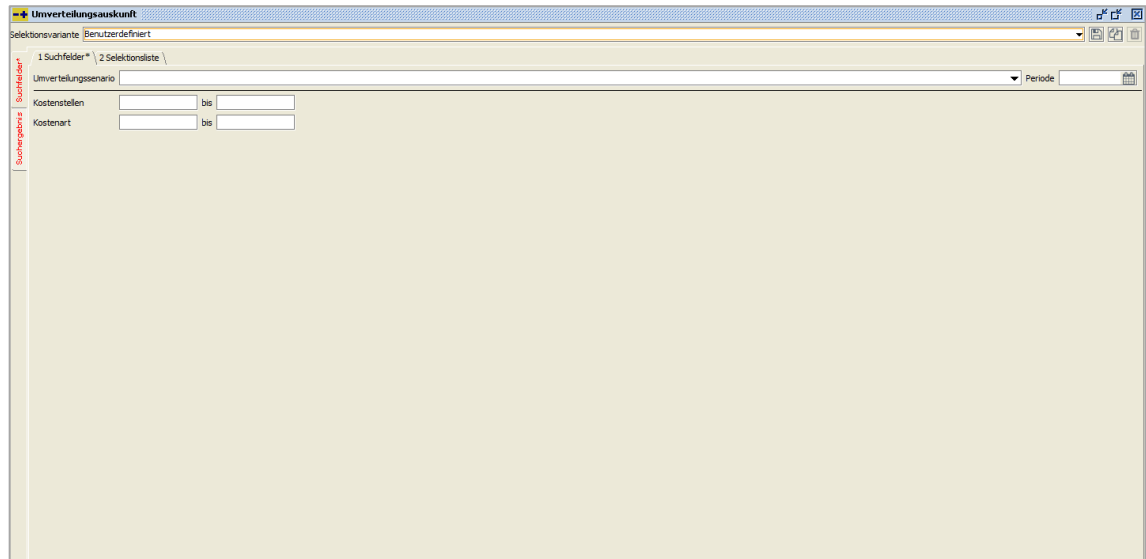 Umverteilungsauskunft
Selektionsvariante Benutzerdefiniert
1 Suchfelder* 2 Selektionsliste
Suchfelder*
Umverteilungssenario Periode
Kostenstellen bis
Suchergebnis
Kostenart bis